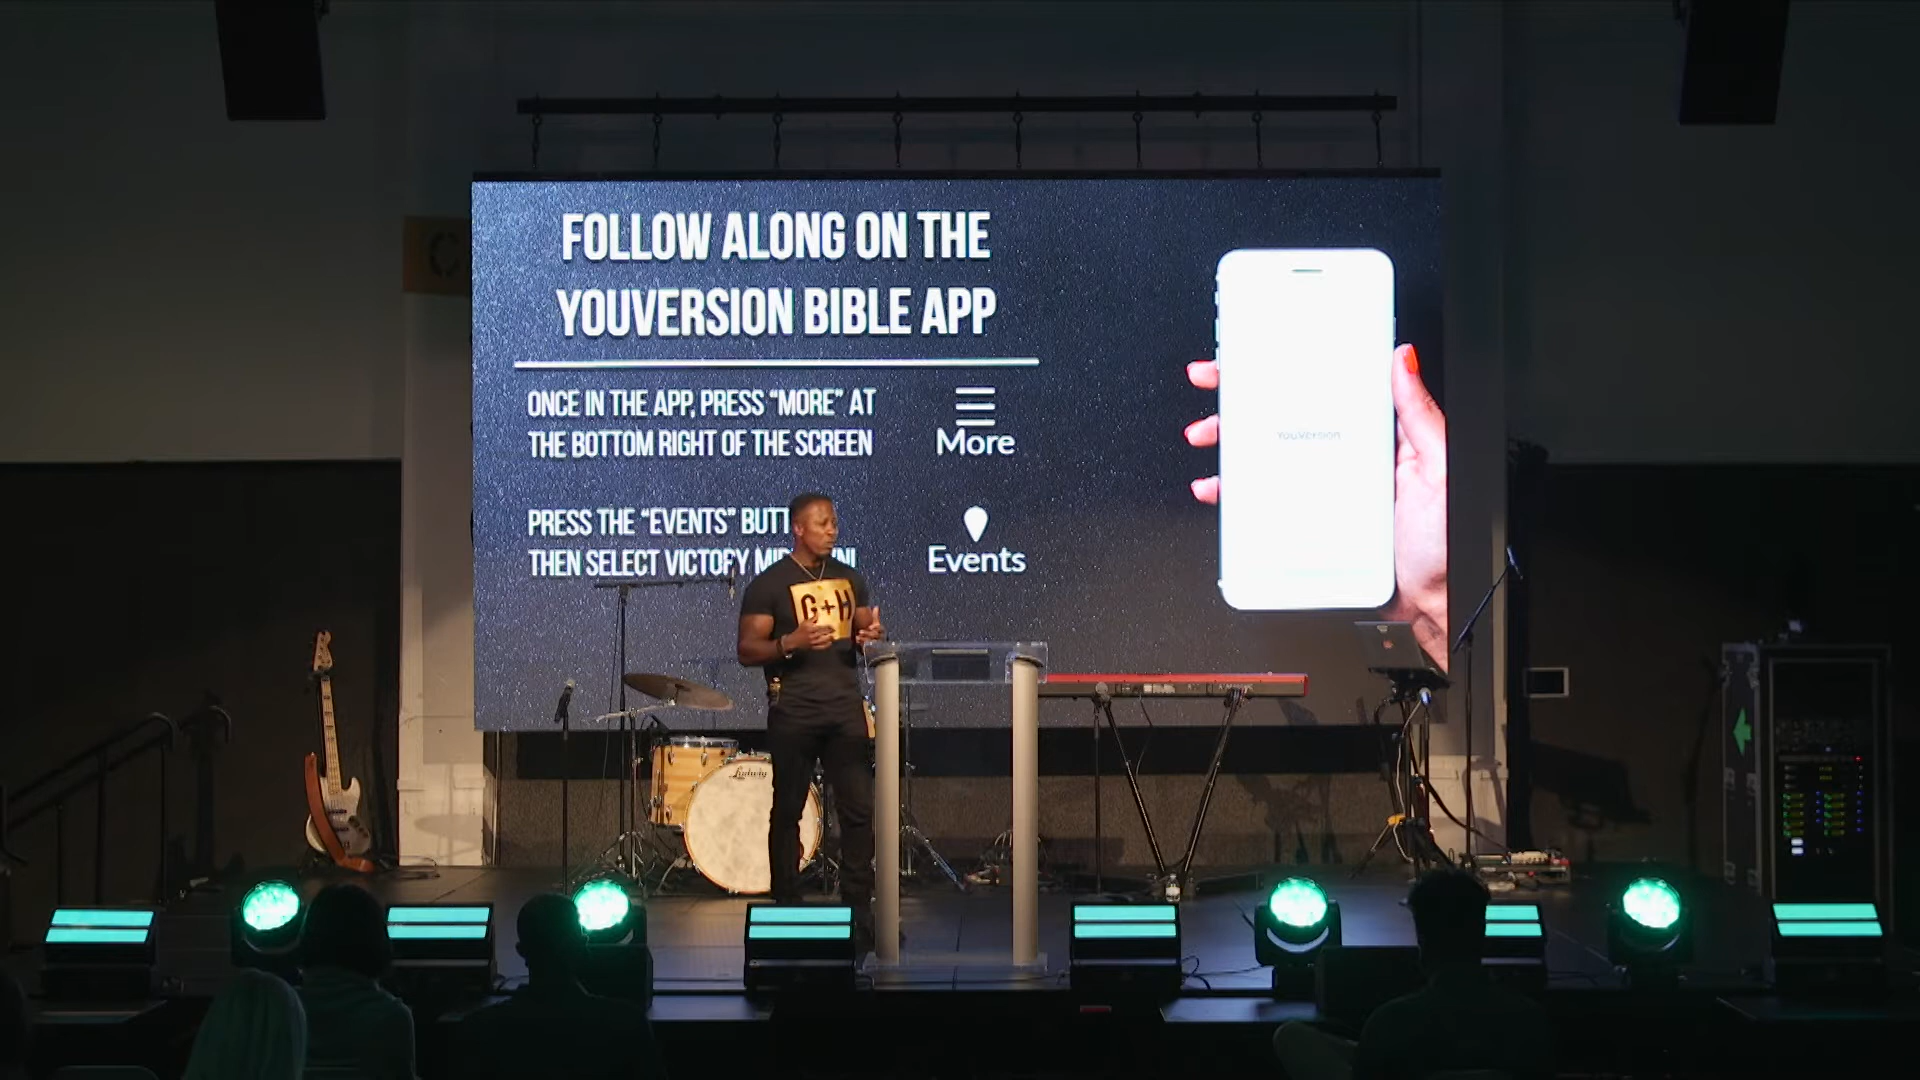 FOLLOW ALONG ON THE
YOUVERSION BIBLE APP
ONCE IN THE APP, PRESS “MORE” AT
THE BOTTOM RIGHT OF THE SCREEN
More
PRESS THE “EVENTS”
THEN SELECT VICTORY
Events
YouVersion
G+H
Ludwig
C